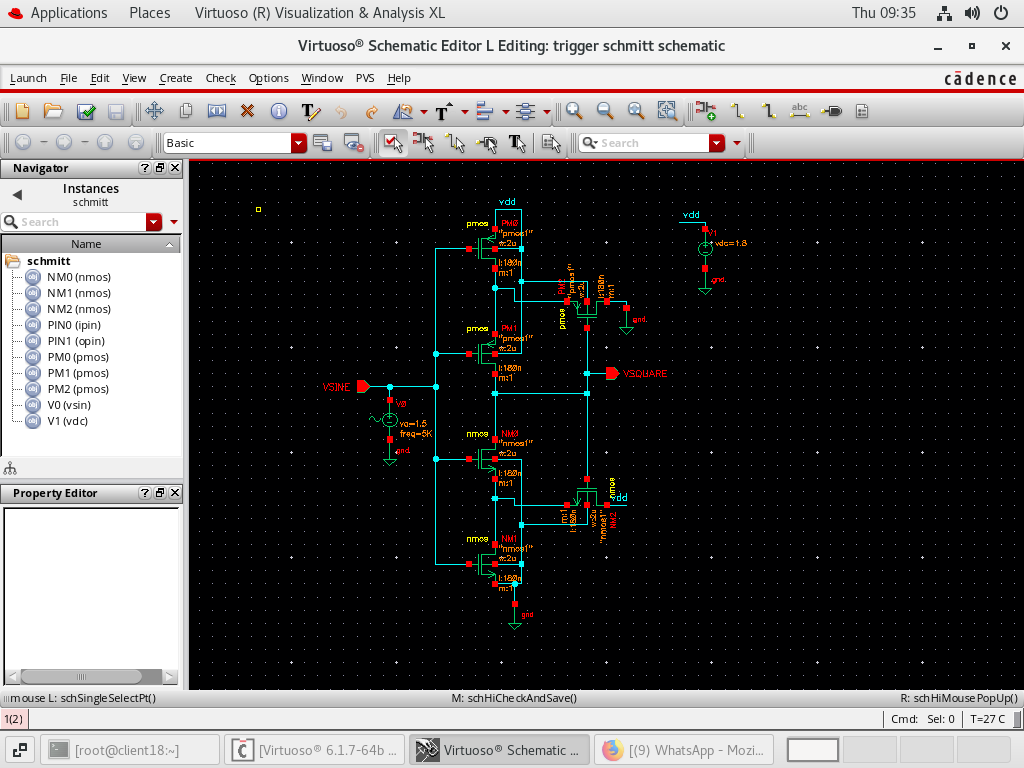 Applications Places Virtuoso (R) Visualization & Analysis XL Thu 09:35
Virtuoso® Schematic Editor L Editing: trigger schmitt schematic
Launch File Edit View Create Check Options Window PVS Help cādence
abc
Basic Search
Navigator
Instances
schmitt
Search
Name
schmitt
NM0 (nmos)
NM1 (nmos)
NM2 (nmos)
PIN0 (ipin)
PIN1 (opin)
PM0 (pmos)
PM1 (pmos)
PM2 (pmos)
V0 (vsin)
V1 (vdc)
Property Editor
vdd
pmos PM0
"pmos1"
w:2u
l:180n
m:1
vdd
V1
vdc=1.8
gnd
"pmos1"
w:2u
l:180n
m:1
pmos
gnd
pmos PM1
"pmos1"
w:2u
l:180n
m:1
VSINE
VSQUARE
V0
va=1.5
freq=5K
gnd
nmos NM0
"nmos1"
w:2u
l:180n
m:1
nmos
vdd
m:1
l:180n
w:2u
"nmos1"
NM2
nmos NM1
"nmos1"
w:2u
l:180n
m:1
gnd
mouse L: schSingleSelectPt() M: schHiCheckAndSave() R: schHiMousePopUp()
1(2) Cmd: Sel: 0 T=27 C
[root@client18:~] [Virtuoso® 6.1.7-64b ... Virtuoso® Schematic ... [(9) WhatsApp - Mozi...